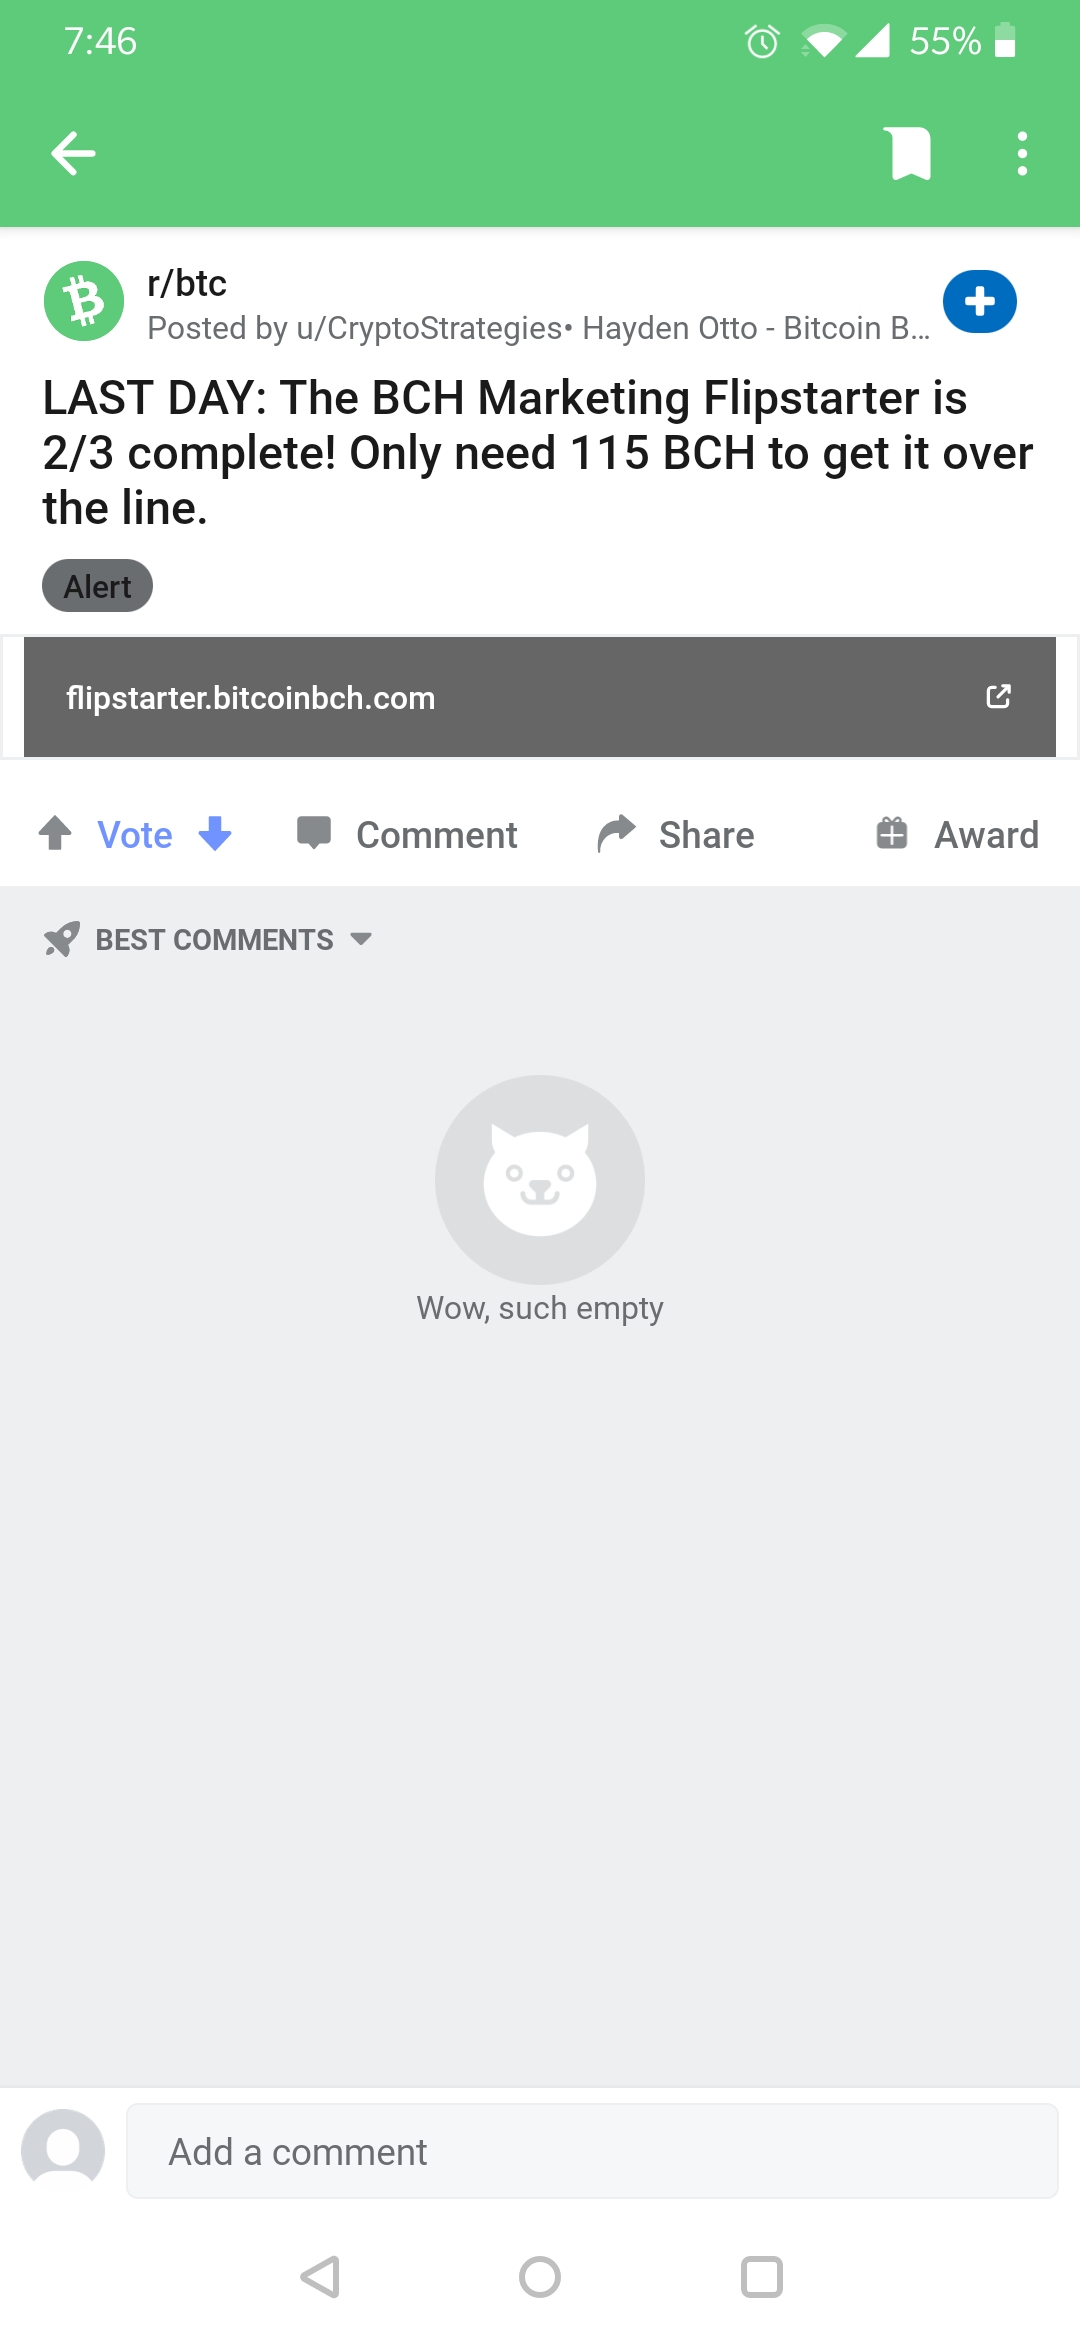 7:46
55%
r/btc
Posted by u/CryptoStrategies• Hayden Otto - Bitcoin B...
LAST DAY: The BCH Marketing Flipstarter is
2/3 complete! Only need 115 BCH to get it over
the line.
Alert
flipstarter.bitcoinbch.com
Vote
Comment
Share
Award
BEST COMMENTS
Wow, such empty
Add a comment